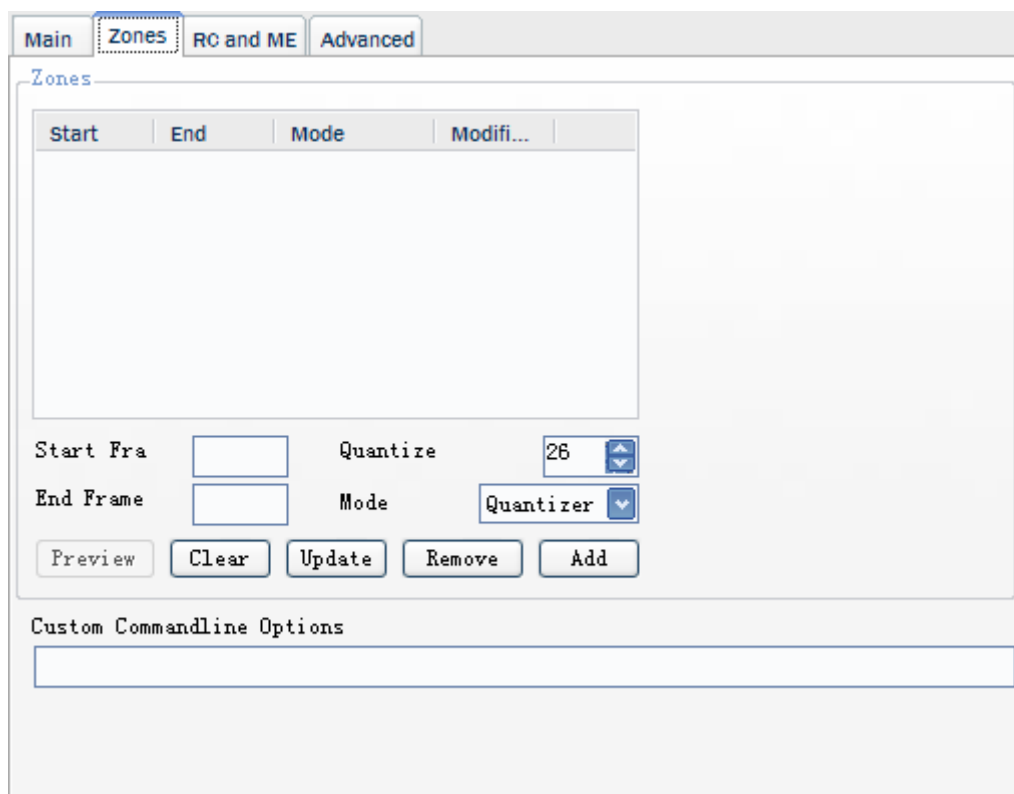 Main Zones RC and ME Advanced
Zones
Start End Mode Modifi...
Start Fra Quantize 26
End Frame Mode Quantizer
Preview Clear Update Remove Add
Custom Commandline Options